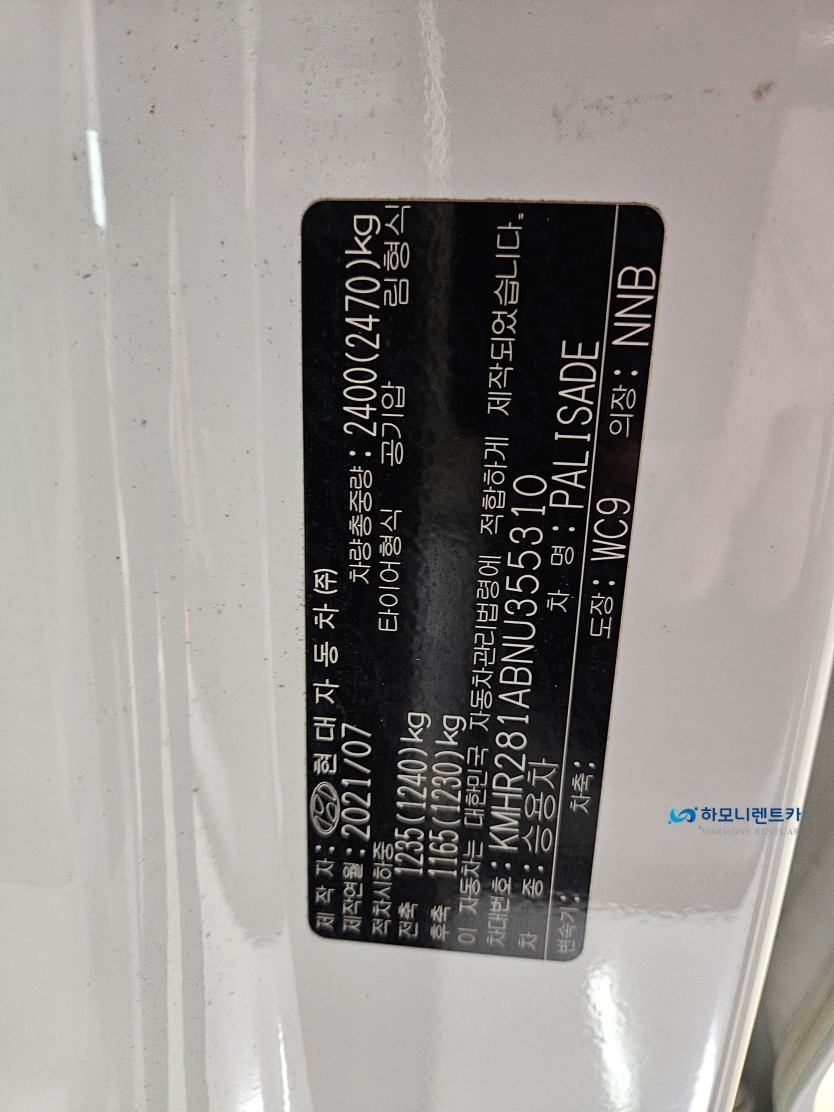 제 작 자 : 현 대 자 동 차 (주)
제작연월 : 2021/07 차량총중량 : 2400(2470)kg
적차시하중 타이어형식 공기압 림형식
전축 1235(1240)kg
후축 1165(1230)kg
이 자동차는 대한민국 자동차관리법령에 적합하게 제작되었습니다.
차대번호 : KMHR281ABNU355310
차 종 : 승용차 차 명 : PALISADE
변속기 : 차축 : 도장 : WC9 의장 : NNB
하모니렌트카
HARMONY RENTCAR